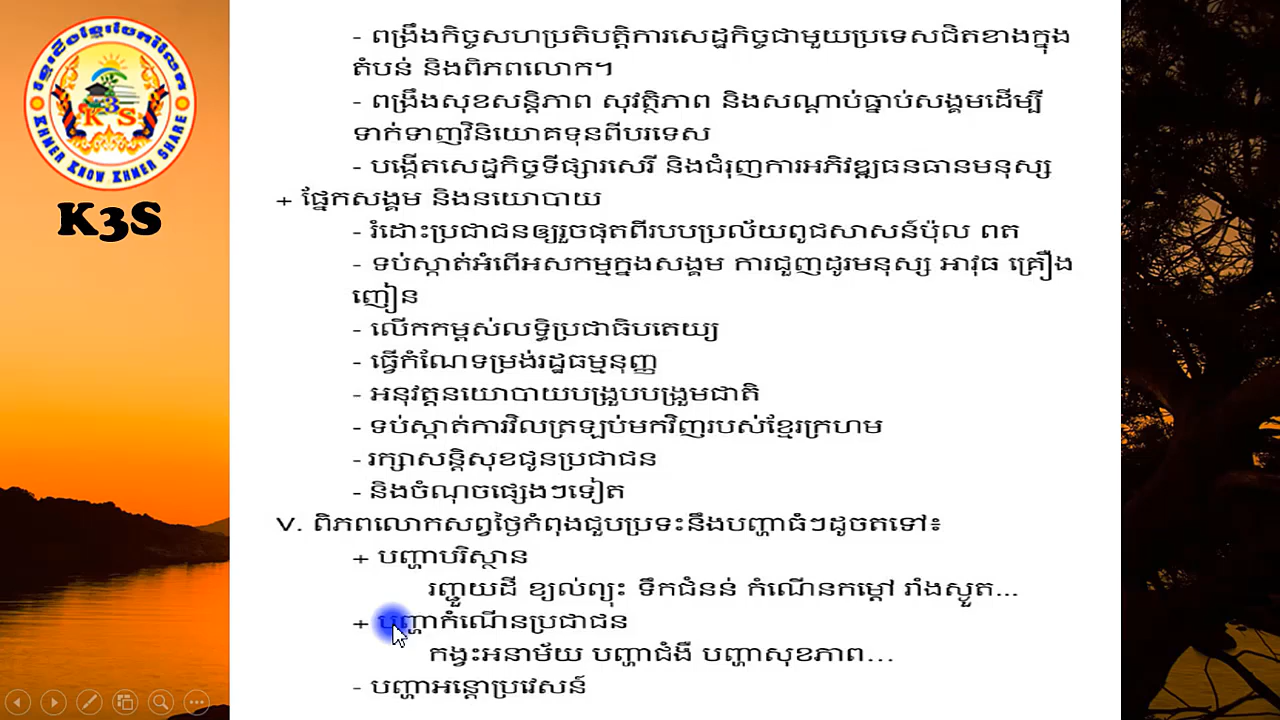 ខ្មែរដឹងខ្មែរចែករំលែក
K3S
KHMER KNOW KHMER SHARE
K3S
- ពង្រឹងកិច្ចសហប្រតិបត្តិការសេដ្ឋកិច្ចជាមួយប្រទេសជិតខាងក្នុង
តំបន់ និងពិភពលោក។
- ពង្រឹងសុខសន្តិភាព សុវត្ថិភាព និងសណ្ដាប់ធ្នាប់សង្គមដើម្បី
ទាក់ទាញវិនិយោគទុនពីបរទេស
- បង្កើតសេដ្ឋកិច្ចទីផ្សារសេរី និងជំរុញការអភិវឌ្ឍធនធានមនុស្ស
+ ផ្នែកសង្គម និងនយោបាយ
- រំដោះប្រជាជនឲ្យរួចផុតពីរបបប្រល័យពូជសាសន៍ប៉ុល ពត
- ទប់ស្កាត់អំពើអសកម្មក្នុងសង្គម ការជួញដូរមនុស្ស អាវុធ គ្រឿង
ញៀន
- លើកកម្ពស់លទ្ធិប្រជាធិបតេយ្យ
- ធ្វើកំណែទម្រង់រដ្ឋធម្មនុញ្ញ
- អនុវត្តនយោបាយបង្រួបបង្រួមជាតិ
- ទប់ស្កាត់ការវិលត្រឡប់មកវិញរបស់ខ្មែរក្រហម
- រក្សាសន្តិសុខជូនប្រជាជន
- និងចំណុចផ្សេងៗទៀត
V. ពិភពលោកសព្វថ្ងៃកំពុងជួបប្រទះនឹងបញ្ហាធំៗដូចតទៅ៖
+ បញ្ហាបរិស្ថាន
រញ្ជួយដី ខ្យល់ព្យុះ ទឹកជំនន់ កំណើនកម្ដៅ រាំងស្ងួត...
+ បញ្ហាកំណើនប្រជាជន
កង្វះអនាម័យ បញ្ហាជំងឺ បញ្ហាសុខភាព...
- បញ្ហាអន្តោប្រវេសន៍